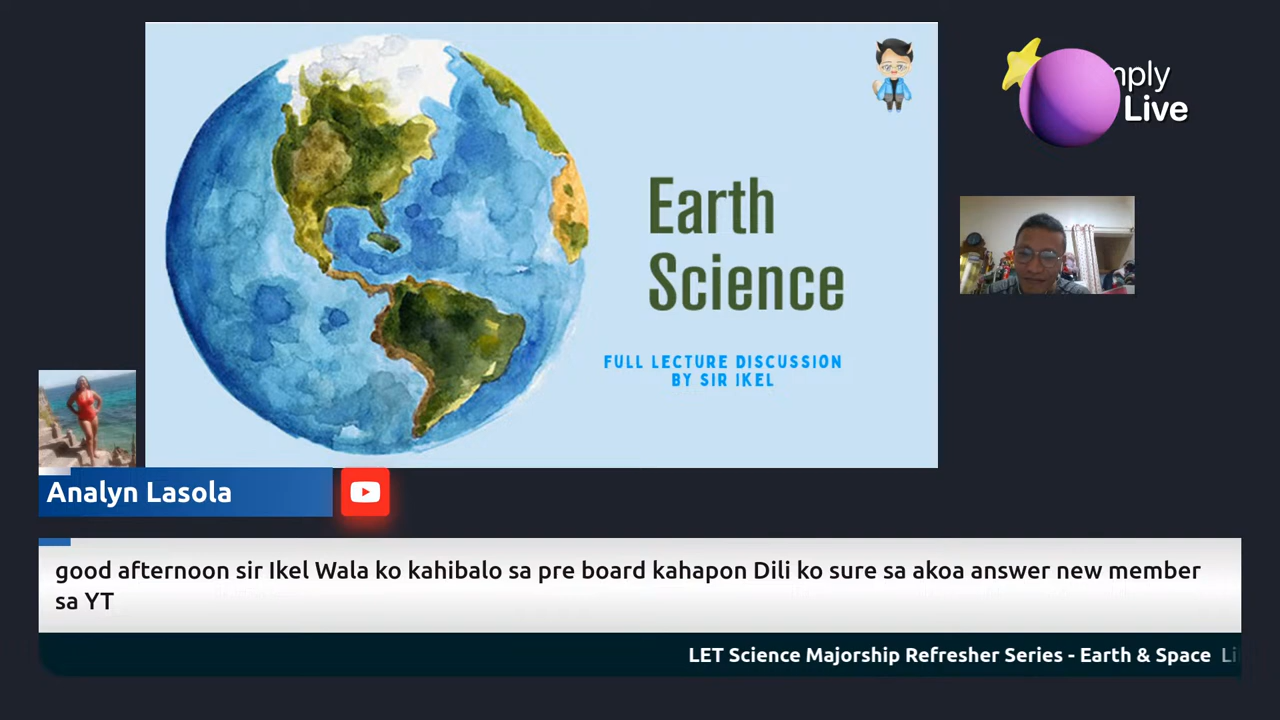 Earth
Science
FULL LECTURE DISCUSSION
BY SIR IKEL
Live
Analyn Lasola
good afternoon sir Ikel Wala ko kahibalo sa pre board kahapon Dili ko sure sa akoa answer new member
sa YT
LET Science Majorship Refresher Series - Earth & Space